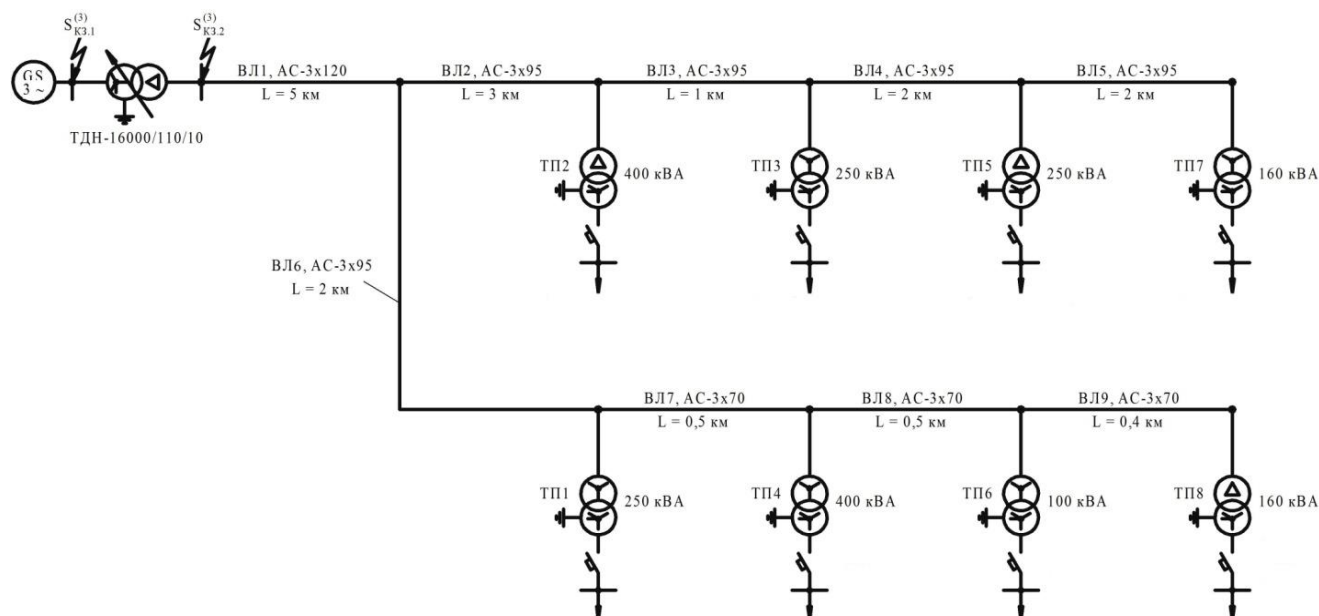 S(3)КЗ.1
S(3)КЗ.2
GS
3 ~
ТДН-16000/110/10
ВЛ1, АС-3х120
L = 5 км
ВЛ2, АС-3х95
L = 3 км
ВЛ3, АС-3х95
L = 1 км
ВЛ4, АС-3х95
L = 2 км
ВЛ5, АС-3х95
L = 2 км
ТП2
400 кВА
ТП3
250 кВА
ТП5
250 кВА
ТП7
160 кВА
ВЛ6, АС-3х95
L = 2 км
ВЛ7, АС-3х70
L = 0,5 км
ВЛ8, АС-3х70
L = 0,5 км
ВЛ9, АС-3х70
L = 0,4 км
ТП1
250 кВА
ТП4
400 кВА
ТП6
100 кВА
ТП8
160 кВА